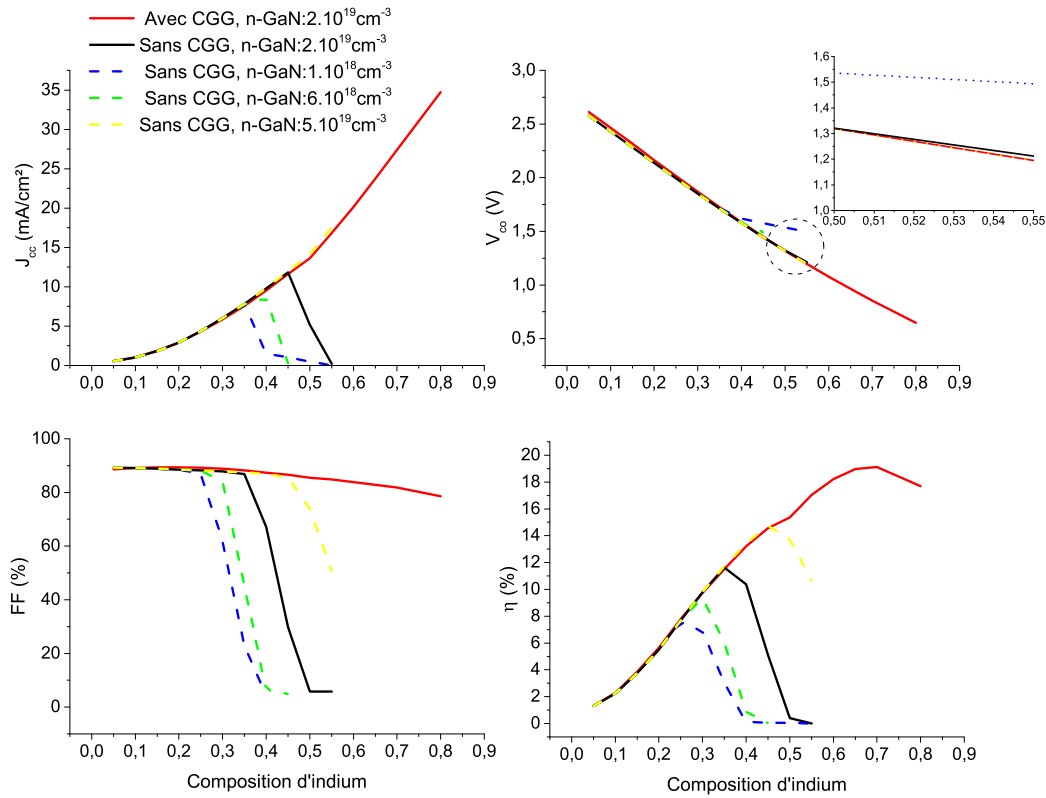 Avec CGG, n-GaN:2.10¹⁹cm⁻³
Sans CGG, n-GaN:2.10¹⁹cm⁻³
Sans CGG, n-GaN:1.10¹⁸cm⁻³
Sans CGG, n-GaN:6.10¹⁸cm⁻³
Sans CGG, n-GaN:5.10¹⁹cm⁻³
J_cc (mA/cm²)
35
30
25
20
15
10
5
0
0,0 0,1 0,2 0,3 0,4 0,5 0,6 0,7 0,8 0,9
V_co (V)
3,0
2,5
2,0
1,5
1,0
0,5
0,0 0,1 0,2 0,3 0,4 0,5 0,6 0,7 0,8 0,9
1,6
1,5
1,4
1,3
1,2
1,1
1,0
0,50 0,51 0,52 0,53 0,54 0,55
FF (%)
100
80
60
40
20
0
0,0 0,1 0,2 0,3 0,4 0,5 0,6 0,7 0,8 0,9
Composition d'indium
η (%)
20
18
16
14
12
10
8
6
4
2
0
0,0 0,1 0,2 0,3 0,4 0,5 0,6 0,7 0,8 0,9
Composition d'indium